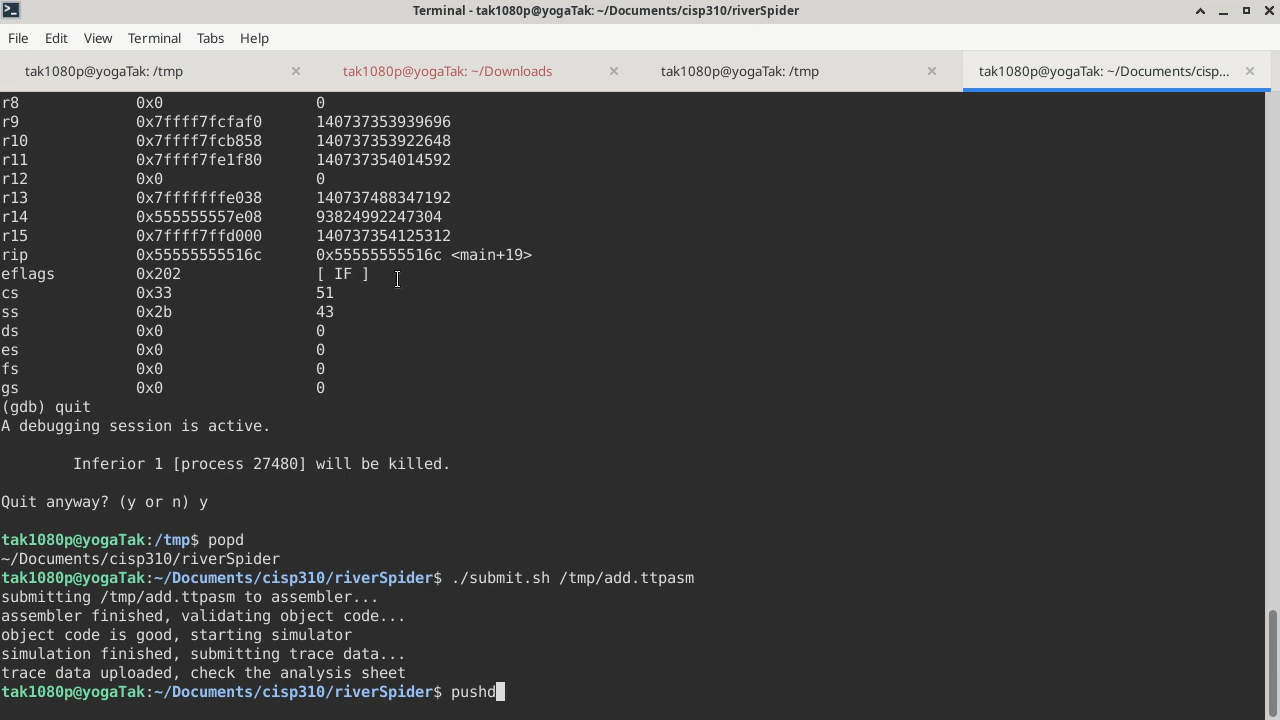 Terminal - tak1080p@yogaTak: ~/Documents/cisp310/riverSpider
File Edit View Terminal Tabs Help
tak1080p@yogaTak: /tmp tak1080p@yogaTak: ~/Downloads tak1080p@yogaTak: /tmp tak1080p@yogaTak: ~/Documents/cisp...
r8 0x0 0
r9 0x7ffff7fcfaf0 140737353939696
r10 0x7ffff7fcb858 140737353922648
r11 0x7ffff7fe1f80 140737354014592
r12 0x0 0
r13 0x7fffffffe038 140737488347192
r14 0x555555557e08 93824992247304
r15 0x7ffff7ffd000 140737354125312
rip 0x55555555516c 0x55555555516c <main+19>
eflags 0x202 [ IF ]
cs 0x33 51
ss 0x2b 43
ds 0x0 0
es 0x0 0
fs 0x0 0
gs 0x0 0
(gdb) quit
A debugging session is active.
Inferior 1 [process 27480] will be killed.
Quit anyway? (y or n) y
tak1080p@yogaTak:/tmp$ popd
~/Documents/cisp310/riverSpider
tak1080p@yogaTak:~/Documents/cisp310/riverSpider$ ./submit.sh /tmp/add.ttpasm
submitting /tmp/add.ttpasm to assembler...
assembler finished, validating object code...
object code is good, starting simulator
simulation finished, submitting trace data...
trace data uploaded, check the analysis sheet
tak1080p@yogaTak:~/Documents/cisp310/riverSpider$ pushd